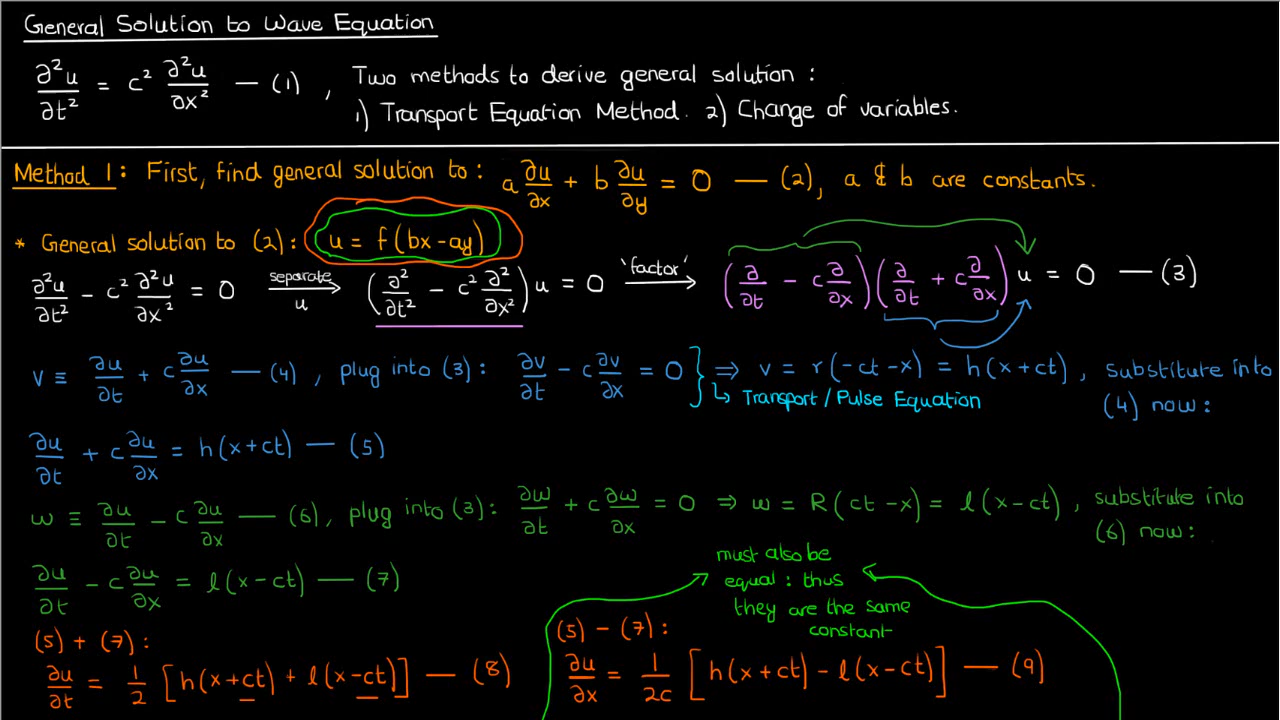 General Solution to Wave Equation
∂²u/∂t² = c² ∂²u/∂x² — (1) , Two methods to derive general solution :
1) Transport Equation Method. 2) Change of variables.
Method 1: First, find general solution to: a ∂u/∂x + b ∂u/∂y = 0 — (2), a & b are constants.
* General solution to (2): u = f(bx-ay)
∂²u/∂t² - c² ∂²u/∂x² = 0 separate u → (∂²/∂t² - c² ∂²/∂x²)u = 0 'factor' → (∂/∂t - c ∂/∂x)(∂/∂t + c ∂/∂x) u = 0 — (3)
v ≡ ∂u/∂t + c ∂u/∂x — (4) , plug into (3): ∂v/∂t - c ∂v/∂x = 0 } ⇒ v = r(-ct-x) = h(x+ct) , substitute into
↳ Transport / Pulse Equation (4) now:
∂u/∂t + c ∂u/∂x = h(x+ct) — (5)
w ≡ ∂u/∂t - c ∂u/∂x — (6), plug into (3): ∂w/∂t + c ∂w/∂x = 0 ⇒ w = R(ct-x) = l(x-ct) , substitute into
(6) now:
∂u/∂t - c ∂u/∂x = l(x-ct) — (7)
must also be
equal : thus
they are the same
constant
(5) + (7):
∂u/∂t = 1/2 [h(x+ct) + l(x-ct)] — (8)
(5) - (7):
∂u/∂x = 1/2c [h(x+ct) - l(x-ct)] — (9)